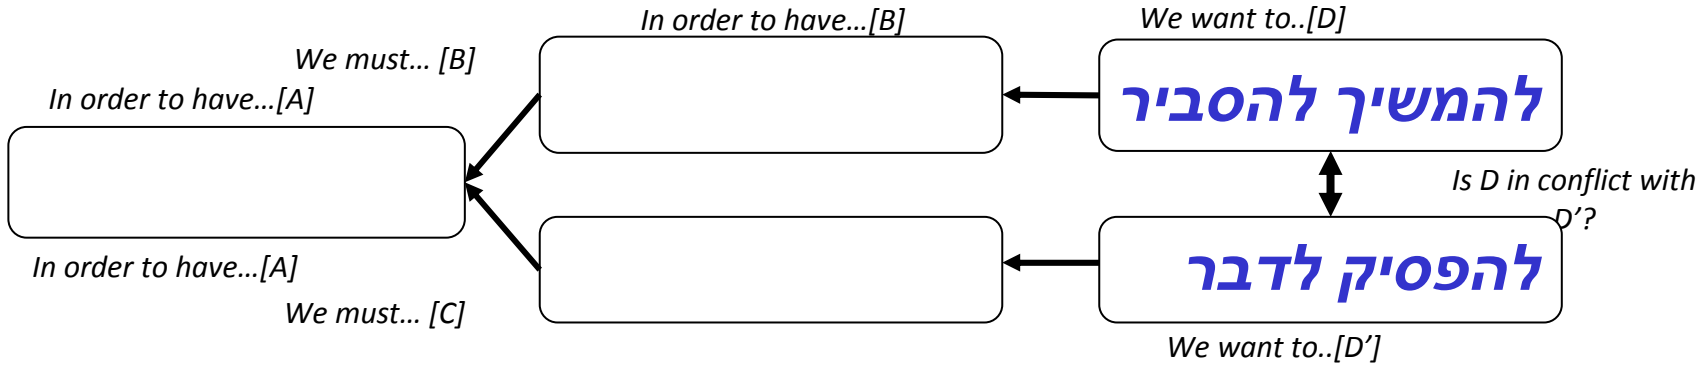 In order to have…[B]
We want to..[D]
We must… [B]
In order to have…[A]
להמשיך להסביר
Is D in conflict with
D’?
להפסיק לדבר
In order to have…[A]
We must… [C]
We want to..[D’]